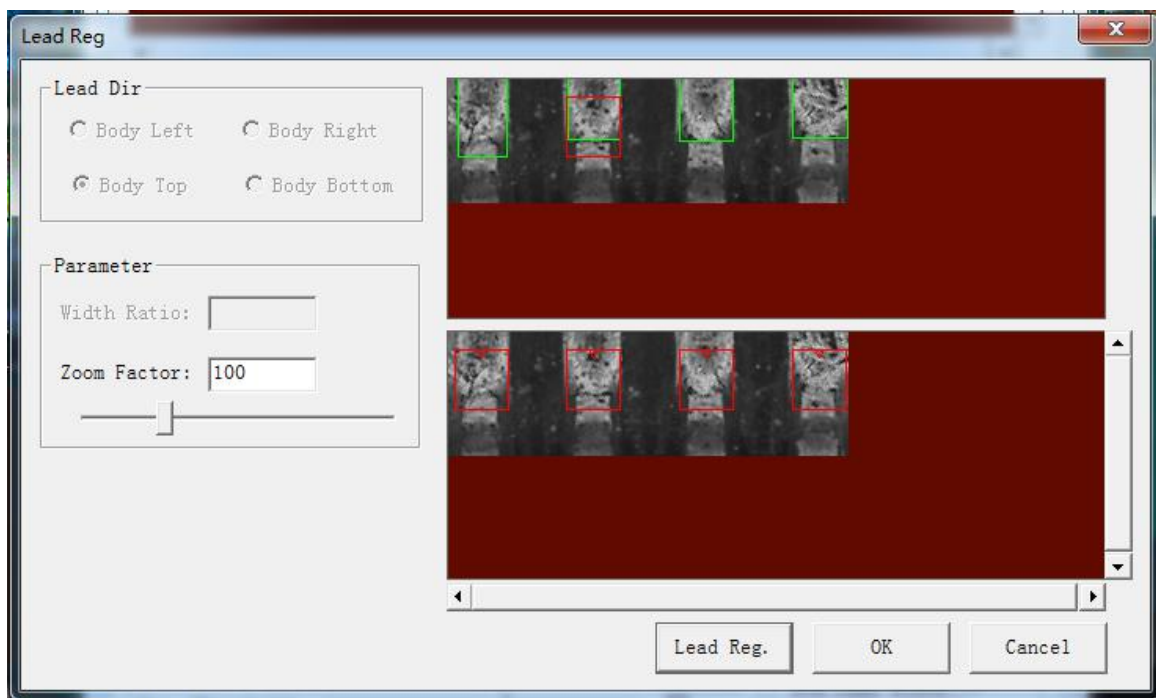 Lead Reg
Lead Dir
Body Left
Body Right
Body Top
Body Bottom
Parameter
Width Ratio:
Zoom Factor: 100
Lead Reg.
OK
Cancel